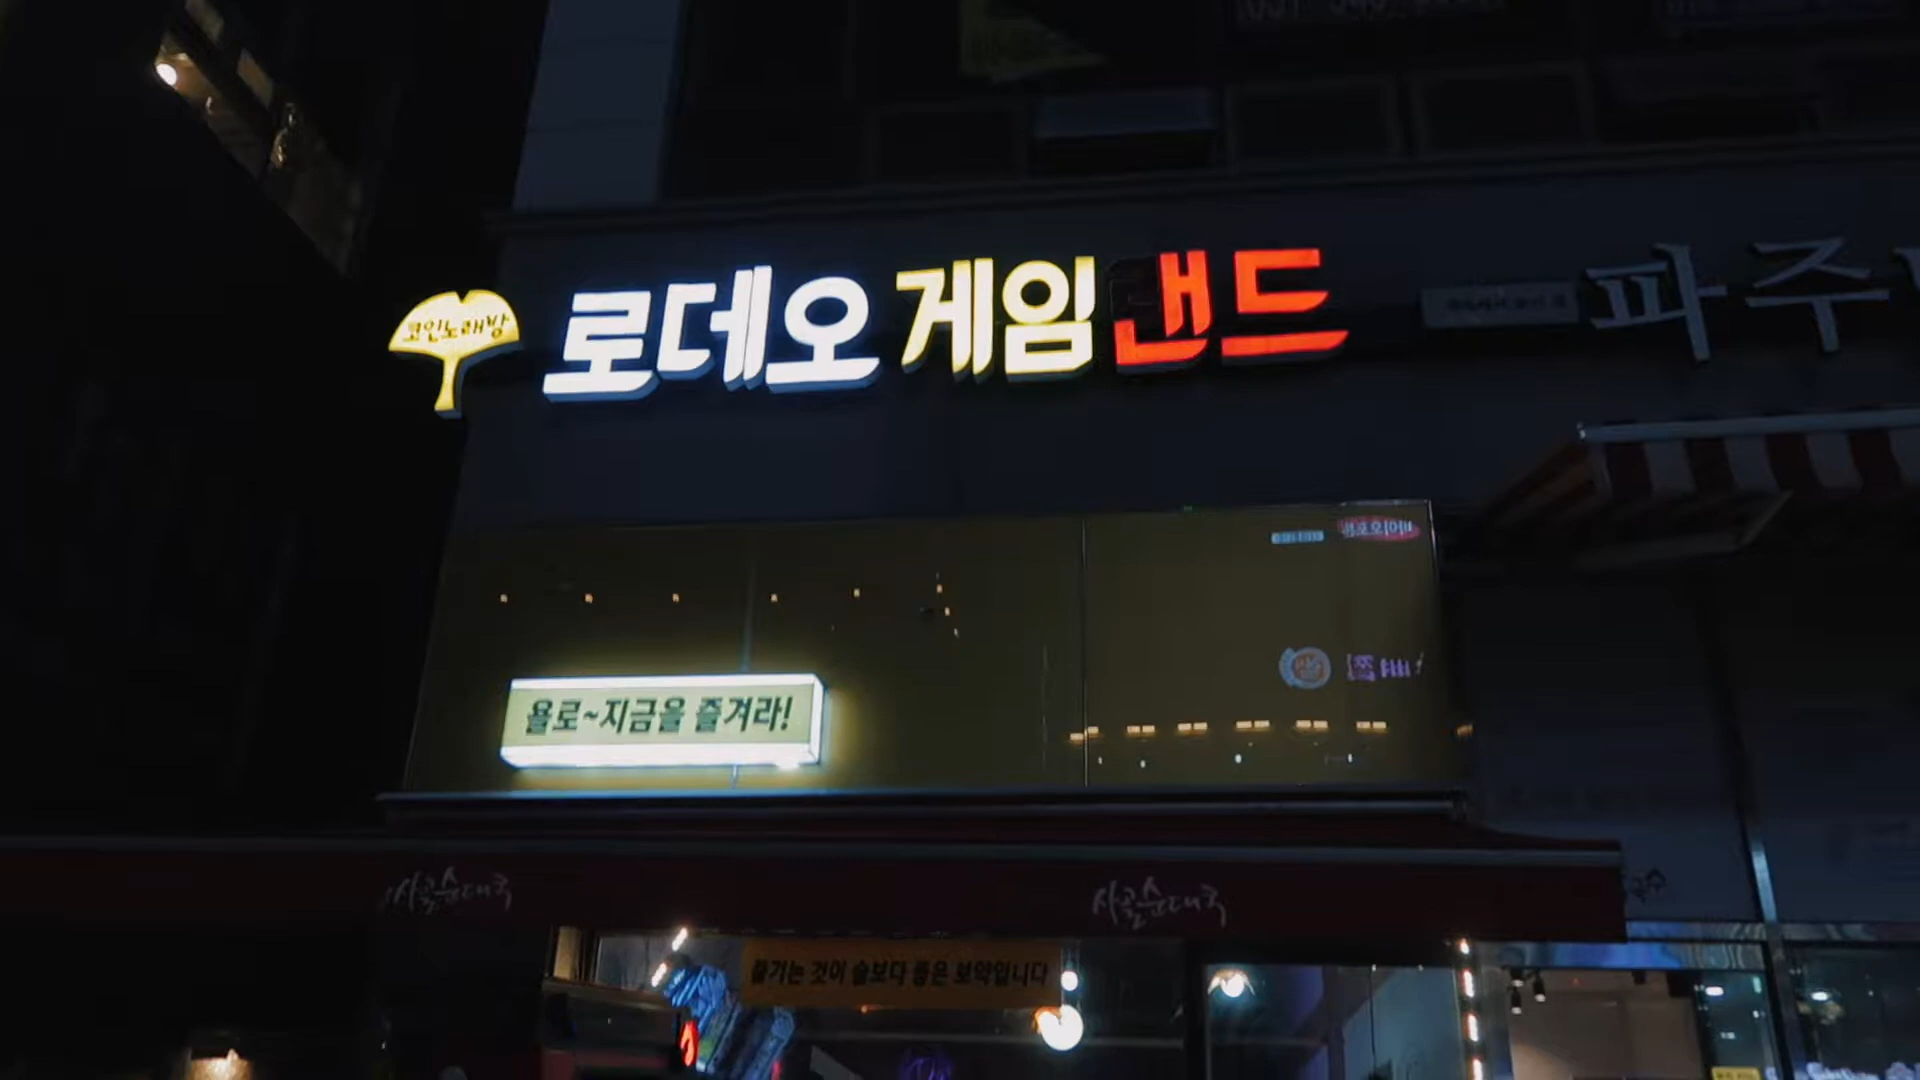 코인노래방
로데오게임랜드
파주
욜로~지금을 즐겨라!
사골순대국
사골순대국
즐기는 것이 술보다 좋은 보약입니다